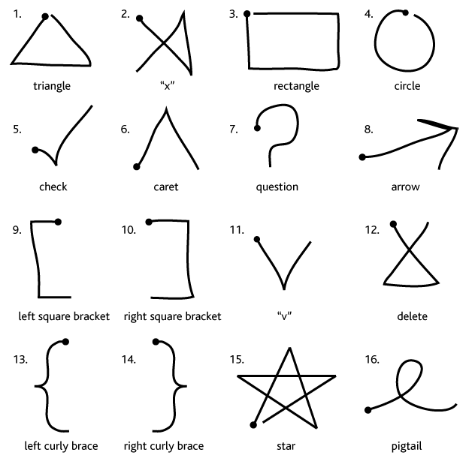 1. 2. 3. 4.
triangle "x" rectangle circle
5. 6. 7. 8.
check caret question arrow
9. 10. 11. 12.
left square bracket right square bracket "v" delete
13. 14. 15. 16.
left curly brace right curly brace star pigtail